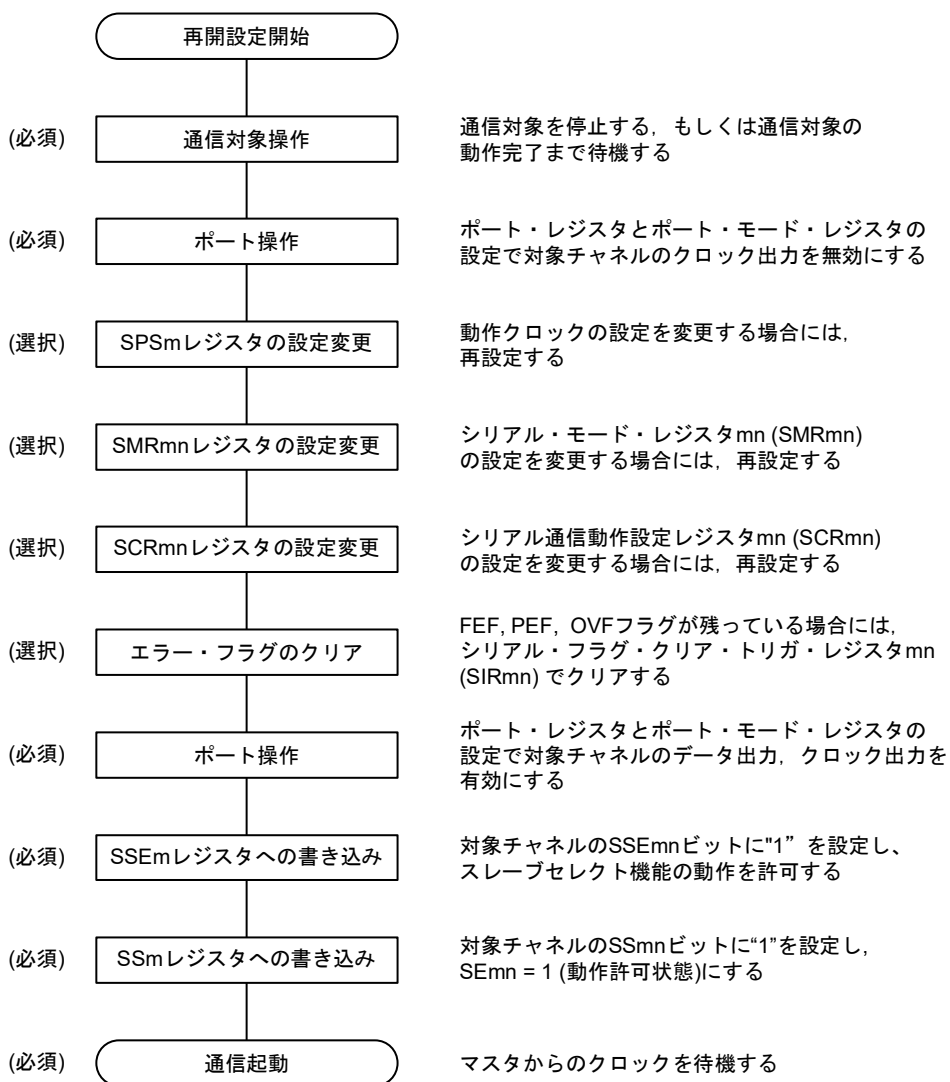 再開設定開始
(必須)
通信対象操作
通信対象を停止する，もしくは通信対象の
動作完了まで待機する
(必須)
ポート操作
ポート・レジスタとポート・モード・レジスタの
設定で対象チャネルのクロック出力を無効にする
(選択)
SPSmレジスタの設定変更
動作クロックの設定を変更する場合には，
再設定する
(選択)
SMRmnレジスタの設定変更
シリアル・モード・レジスタmn (SMRmn)
の設定を変更する場合には，再設定する
(選択)
SCRmnレジスタの設定変更
シリアル通信動作設定レジスタmn (SCRmn)
の設定を変更する場合には，再設定する
(選択)
エラー・フラグのクリア
FEF, PEF, OVFフラグが残っている場合には，
シリアル・フラグ・クリア・トリガ・レジスタmn
(SIRmn) でクリアする
(必須)
ポート操作
ポート・レジスタとポート・モード・レジスタの
設定で対象チャネルのデータ出力，クロック出力を
有効にする
(必須)
SSEmレジスタへの書き込み
対象チャネルのSSEmnビットに"1”を設定し、
スレーブセレクト機能の動作を許可する
(必須)
SSmレジスタへの書き込み
対象チャネルのSSmnビットに“1”を設定し，
SEmn = 1 (動作許可状態)にする
(必須)
通信起動
マスタからのクロックを待機する